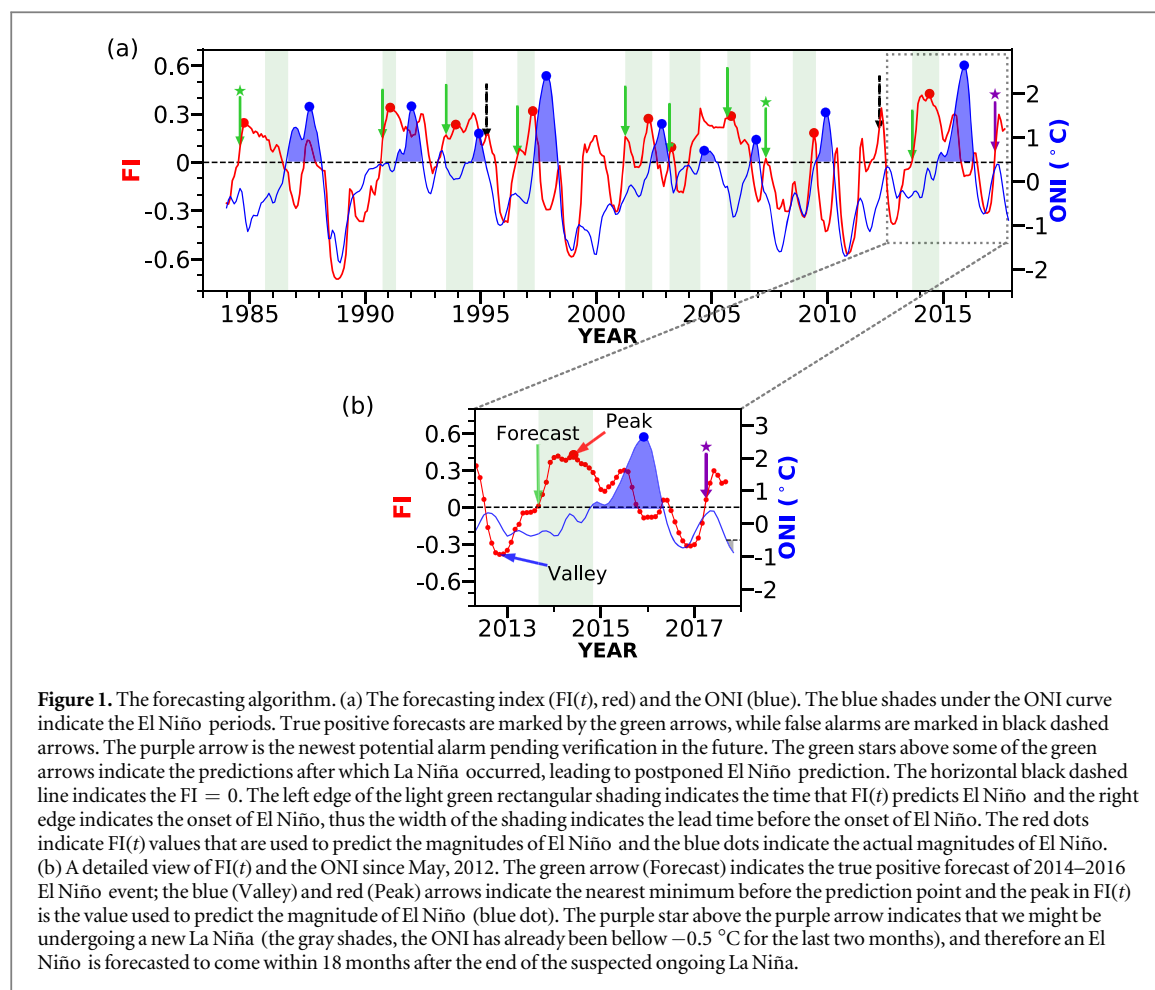 (a)
0.6
0.3
0
-0.3
-0.6
FI
2
1
0
-1
-2
ONI (°C)
1985 1990 1995 2000 2005 2010 2015
YEAR
(b)
Forecast
Peak
Valley
0.6
0.3
0
-0.3
-0.6
FI
3
2
1
0
-1
-2
ONI (°C)
2013 2015 2017
YEAR
Figure 1. The forecasting algorithm. (a) The forecasting index (FI(t), red) and the ONI (blue). The blue shades under the ONI curve
indicate the El Niño periods. True positive forecasts are marked by the green arrows, while false alarms are marked in black dashed
arrows. The purple arrow is the newest potential alarm pending verification in the future. The green stars above some of the green
arrows indicate the predictions after which La Niña occurred, leading to postponed El Niño prediction. The horizontal black dashed
line indicates the FI = 0. The left edge of the light green rectangular shading indicates the time that FI(t) predicts El Niño and the right
edge indicates the onset of El Niño, thus the width of the shading indicates the lead time before the onset of El Niño. The red dots
indicate FI(t) values that are used to predict the magnitudes of El Niño and the blue dots indicate the actual magnitudes of El Niño.
(b) A detailed view of FI(t) and the ONI since May, 2012. The green arrow (Forecast) indicates the true positive forecast of 2014–2016
El Niño event; the blue (Valley) and red (Peak) arrows indicate the nearest minimum before the prediction point and the peak in FI(t)
is the value used to predict the magnitude of El Niño (blue dot). The purple star above the purple arrow indicates that we might be
undergoing a new La Niña (the gray shades, the ONI has already been bellow −0.5 °C for the last two months), and therefore an El
Niño is forecasted to come within 18 months after the end of the suspected ongoing La Niña.